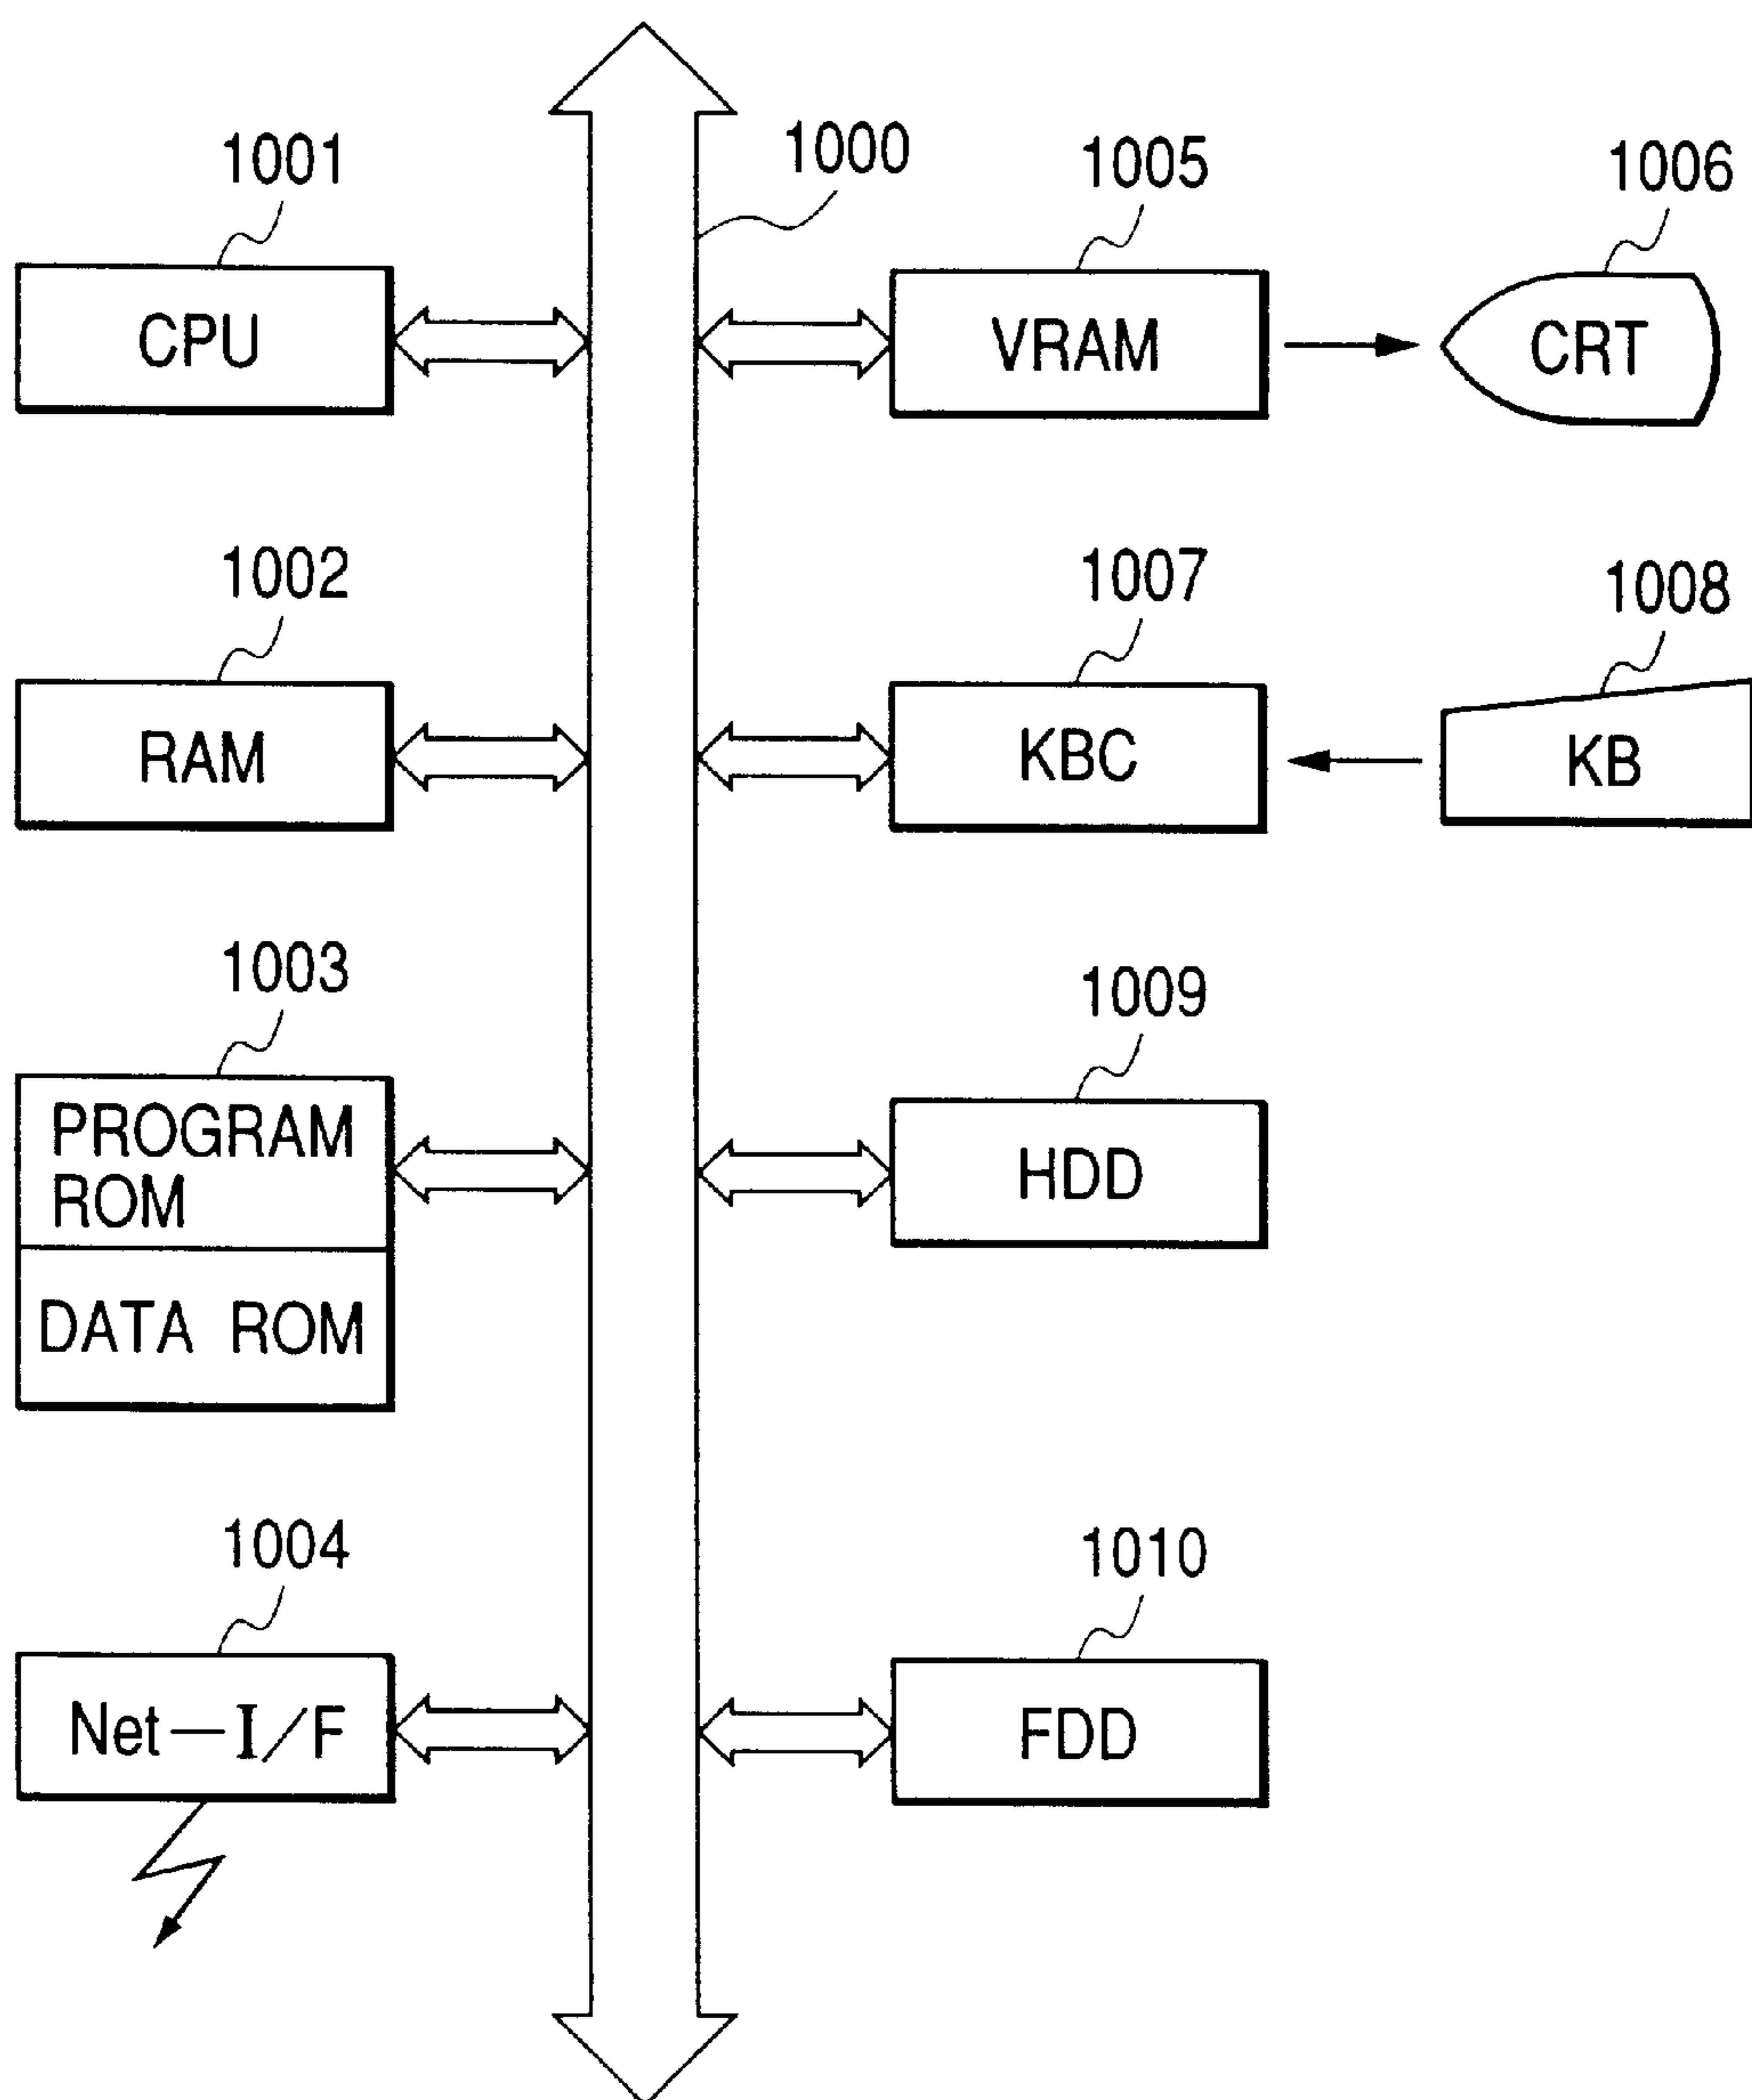 1000
1001
CPU
1005
VRAM
1006
CRT
1002
RAM
1007
KBC
1008
KB
1003
PROGRAM
ROM
DATA ROM
1009
HDD
1004
Net—I/F
1010
FDD